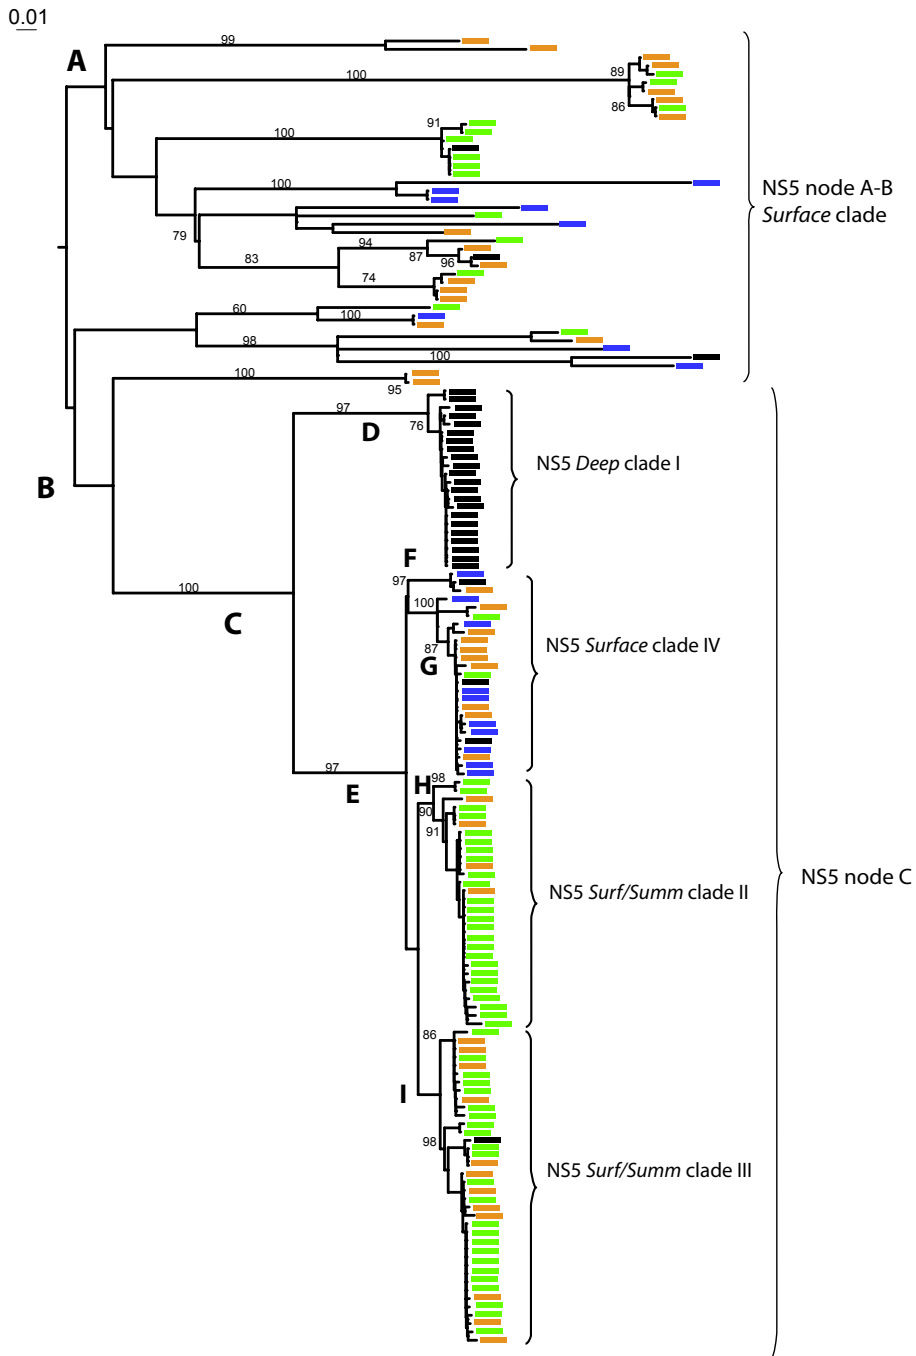 0.01
99
A
100
89
86
91
100
100
NS5 node A-B
Surface clade
79
94
87
96
83
74
60
100
98
100
100
95
97
D
76
NS5 Deep clade I
B
F
97
100
100
C
87
G
NS5 Surface clade IV
97
E
H
98
90
91
NS5 Surf/Summ clade II
NS5 node C
86
I
98
NS5 Surf/Summ clade III